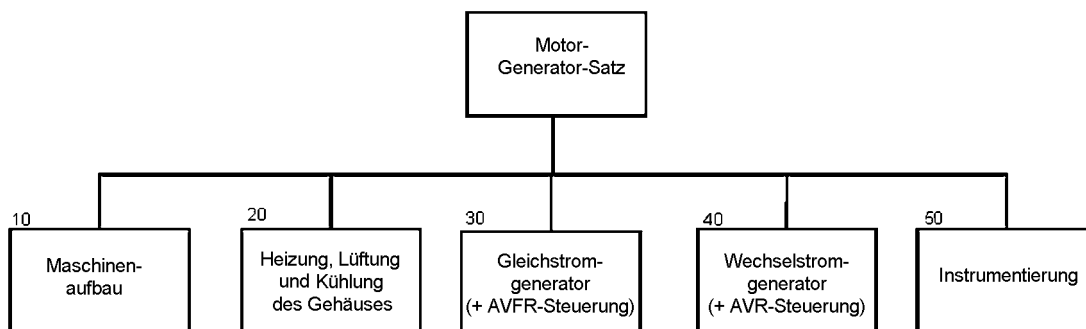 Motor-
Generator-Satz
10
Maschinen-
aufbau
20
Heizung, Lüftung
und Kühlung
des Gehäuses
30
Gleichstrom-
generator
(+ AVFR-Steuerung)
40
Wechselstrom-
generator
(+ AVR-Steuerung)
50
Instrumentierung